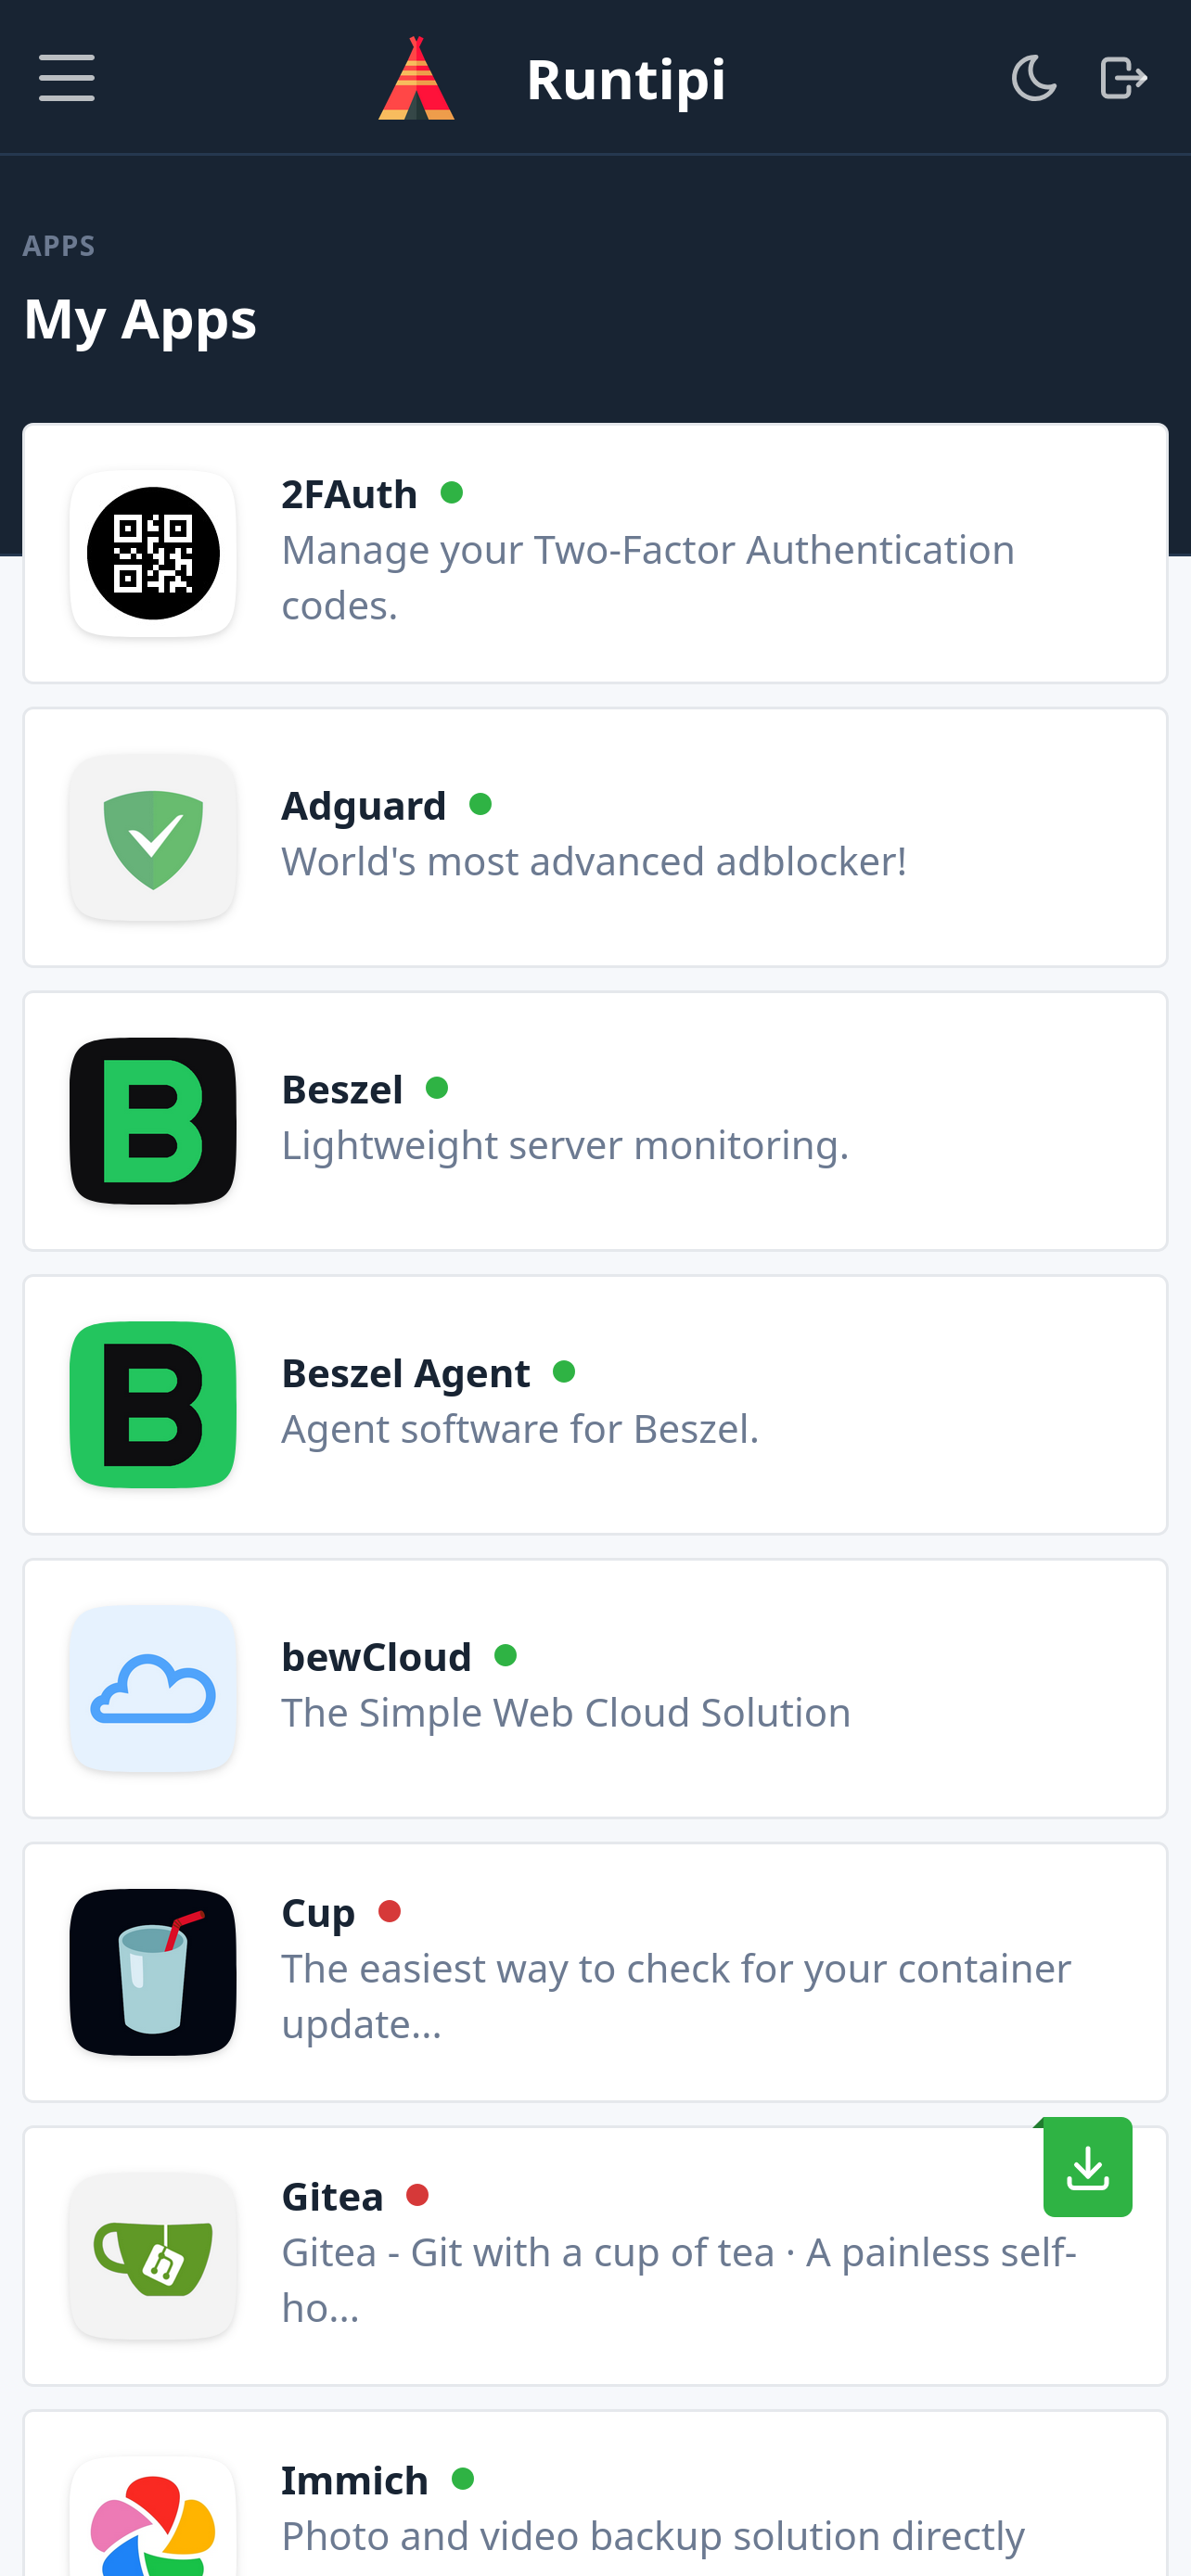 Runtipi
APPS
My Apps
2FAuth
Manage your Two-Factor Authentication
codes.
Adguard
World's most advanced adblocker!
Beszel
Lightweight server monitoring.
Beszel Agent
Agent software for Beszel.
bewCloud
The Simple Web Cloud Solution
Cup
The easiest way to check for your container
update...
Gitea
Gitea - Git with a cup of tea · A painless self-
ho...
Immich
Photo and video backup solution directly